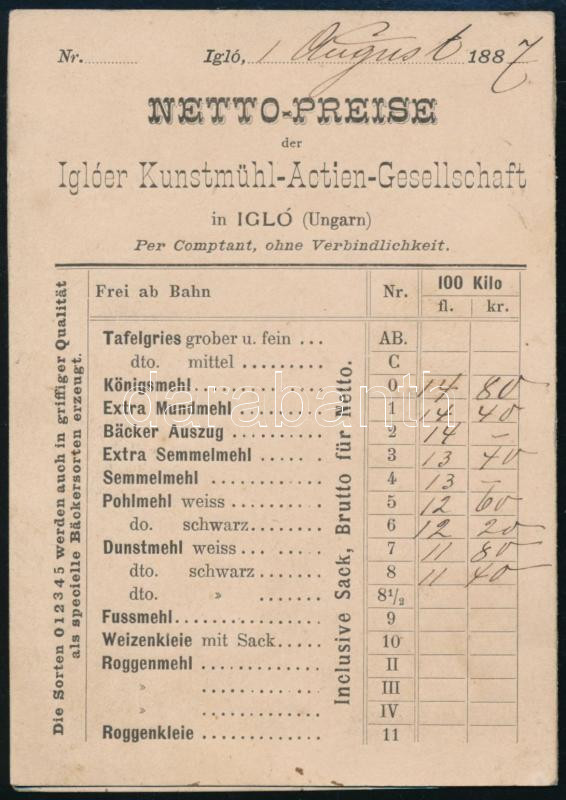 Nr.......... Igló, 1 August 1887
NETTO-PREISE
der
Iglóer Kunstmühl-Actien-Gesellschaft
in IGLÓ (Ungarn)
Per Comptant, ohne Verbindlichkeit.
Frei ab Bahn Nr. 100 Kilo
fl. kr.
Tafelgries grober u. fein ... AB.
dto. mittel ......... C
Königsmehl ............... 0 14 80
Extra Mundmehl .......... 1 14 40
Bäcker Auszug ........... 2 14 –
Extra Semmelmehl ........ 3 13 40
Semmelmehl ............. 4 13 –
Pohlmehl weiss .......... 5 12 60
do. schwarz........ 6 12 20
Dunstmehl weiss ......... 7 11 80
dto. schwarz ....... 8 11 40
dto. » ....... 8½
Fussmehl................ 9
Weizenkleie mit Sack..... 10
Roggenmehl ............. II
» ............. III
» ............. IV
Roggenkleie ............ 11
Inclusive Sack, Brutto für Netto.
Die Sorten 0 1 2 3 4 5 werden auch in griffiger Qualität
als specielle Bäckersorten erzeugt.
darabanth